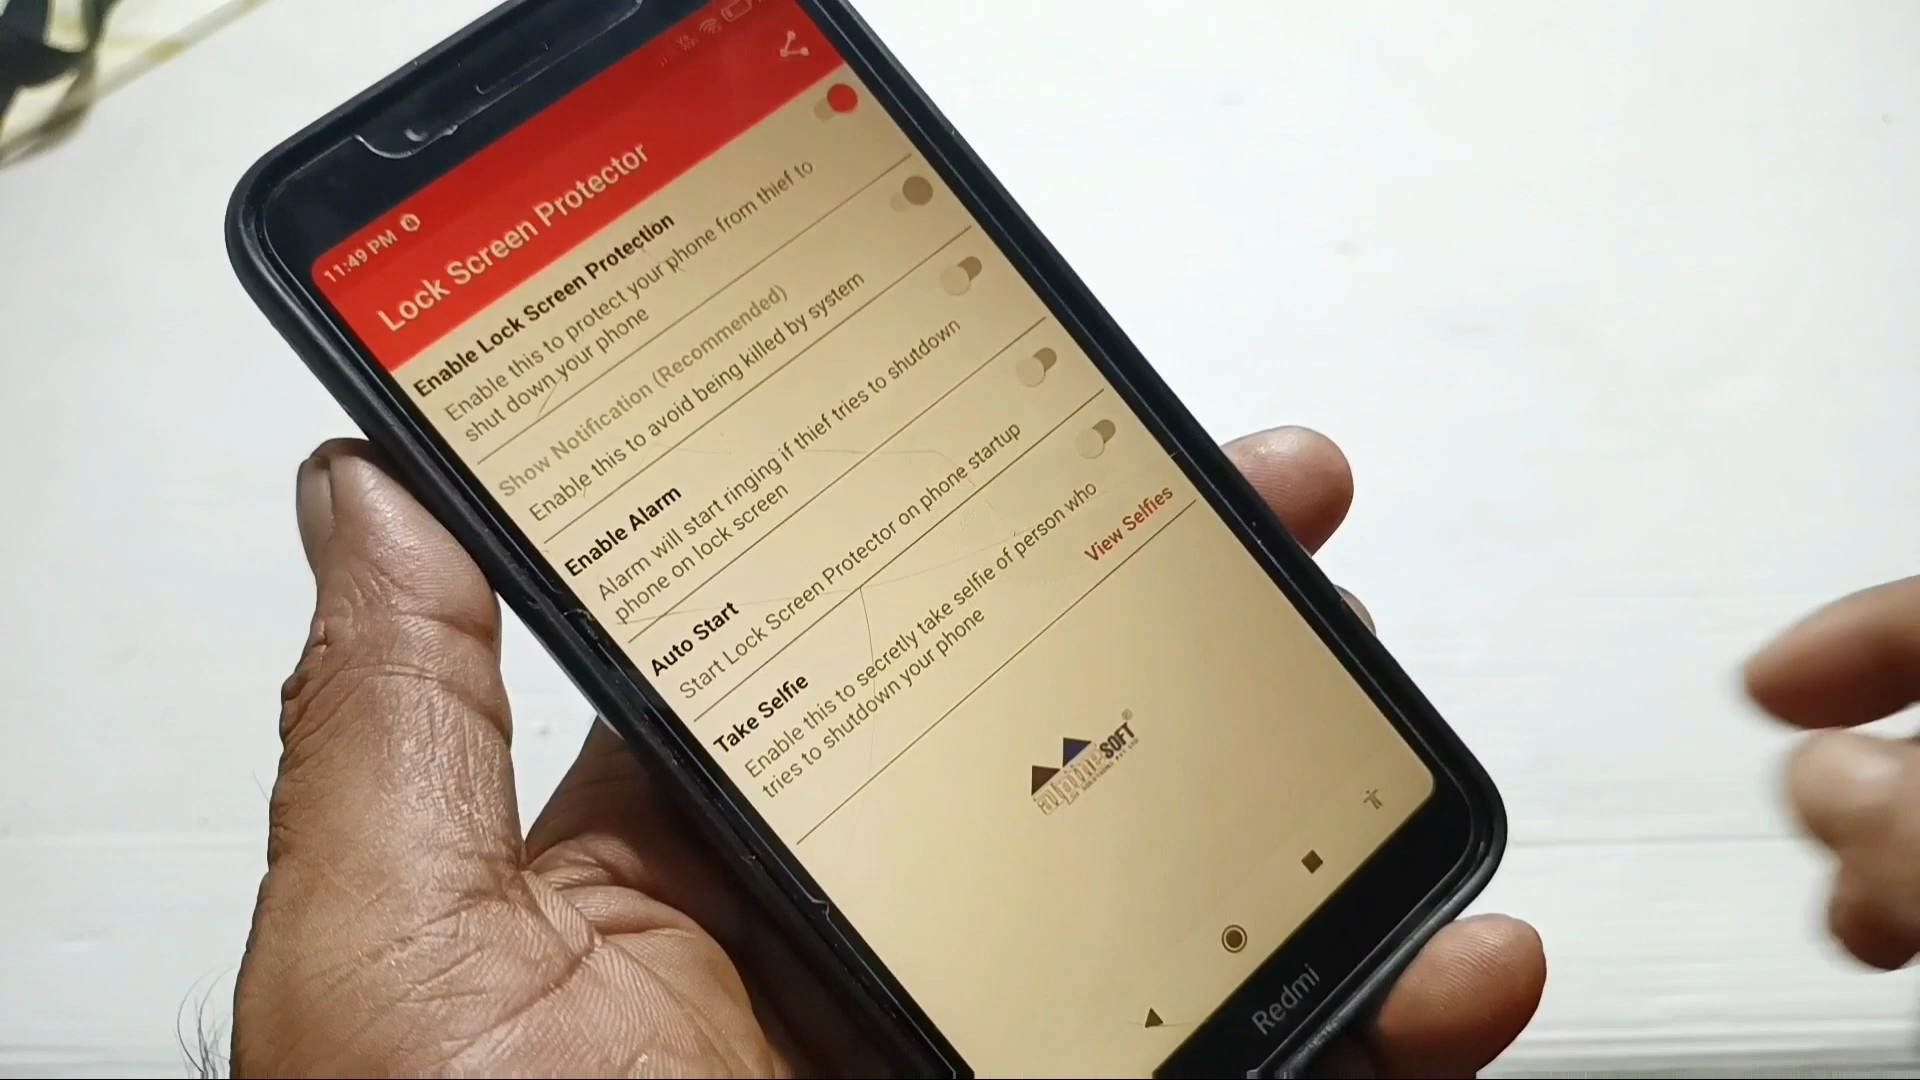 11:49 PM
Lock Screen Protector
Enable Lock Screen Protection
Enable this to protect your phone from thief to
shut down your phone
Show Notification (Recommended)
Enable this to avoid being killed by system
Enable Alarm
Alarm will start ringing if thief tries to shutdown
phone on lock screen
Auto Start
Start Lock Screen Protector on phone startup
Take Selfie
Enable this to secretly take selfie of person who
tries to shutdown your phone
View Selfies
SOFT
Redmi